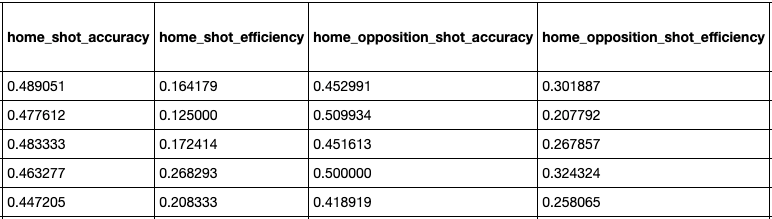 home_shot_accuracy home_shot_efficiency home_opposition_shot_accuracy home_opposition_shot_efficiency
0.489051 0.164179 0.452991 0.301887
0.477612 0.125000 0.509934 0.207792
0.483333 0.172414 0.451613 0.267857
0.463277 0.268293 0.500000 0.324324
0.447205 0.208333 0.418919 0.258065